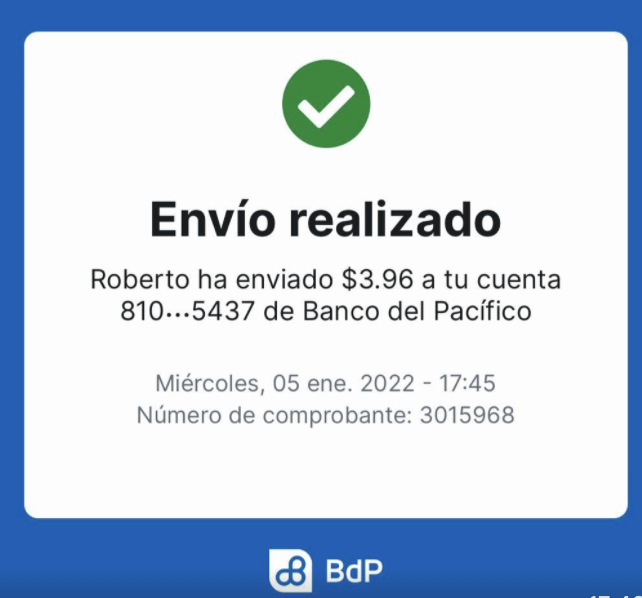 Envío realizado
Roberto ha enviado $3.96 a tu cuenta
810•••5437 de Banco del Pacífico
Miércoles, 05 ene. 2022 - 17:45
Número de comprobante: 3015968
BdP